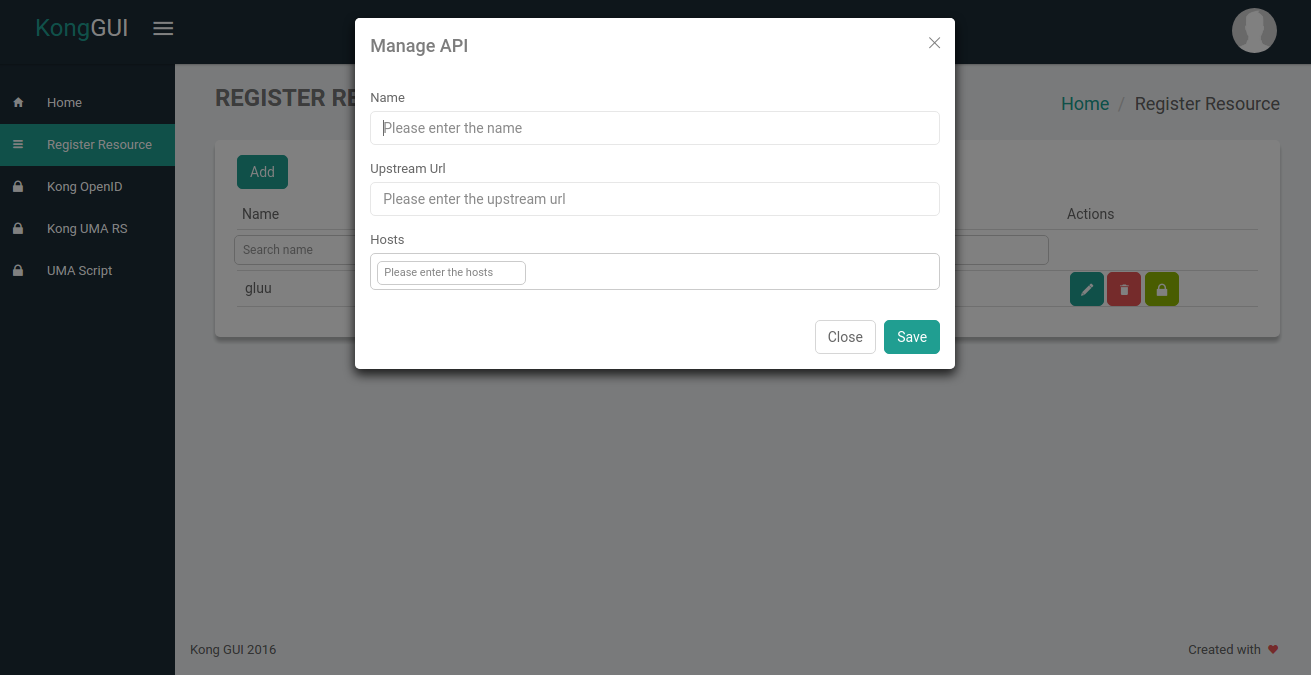 KongGUI
Home
Register Resource
Kong OpenID
Kong UMA RS
UMA Script
REGISTER RE
Home / Register Resource
Add
Name
Actions
Search name
gluu
Manage API
Name
Please enter the name
Upstream Url
Please enter the upstream url
Hosts
Please enter the hosts
Close
Save
Kong GUI 2016
Created with